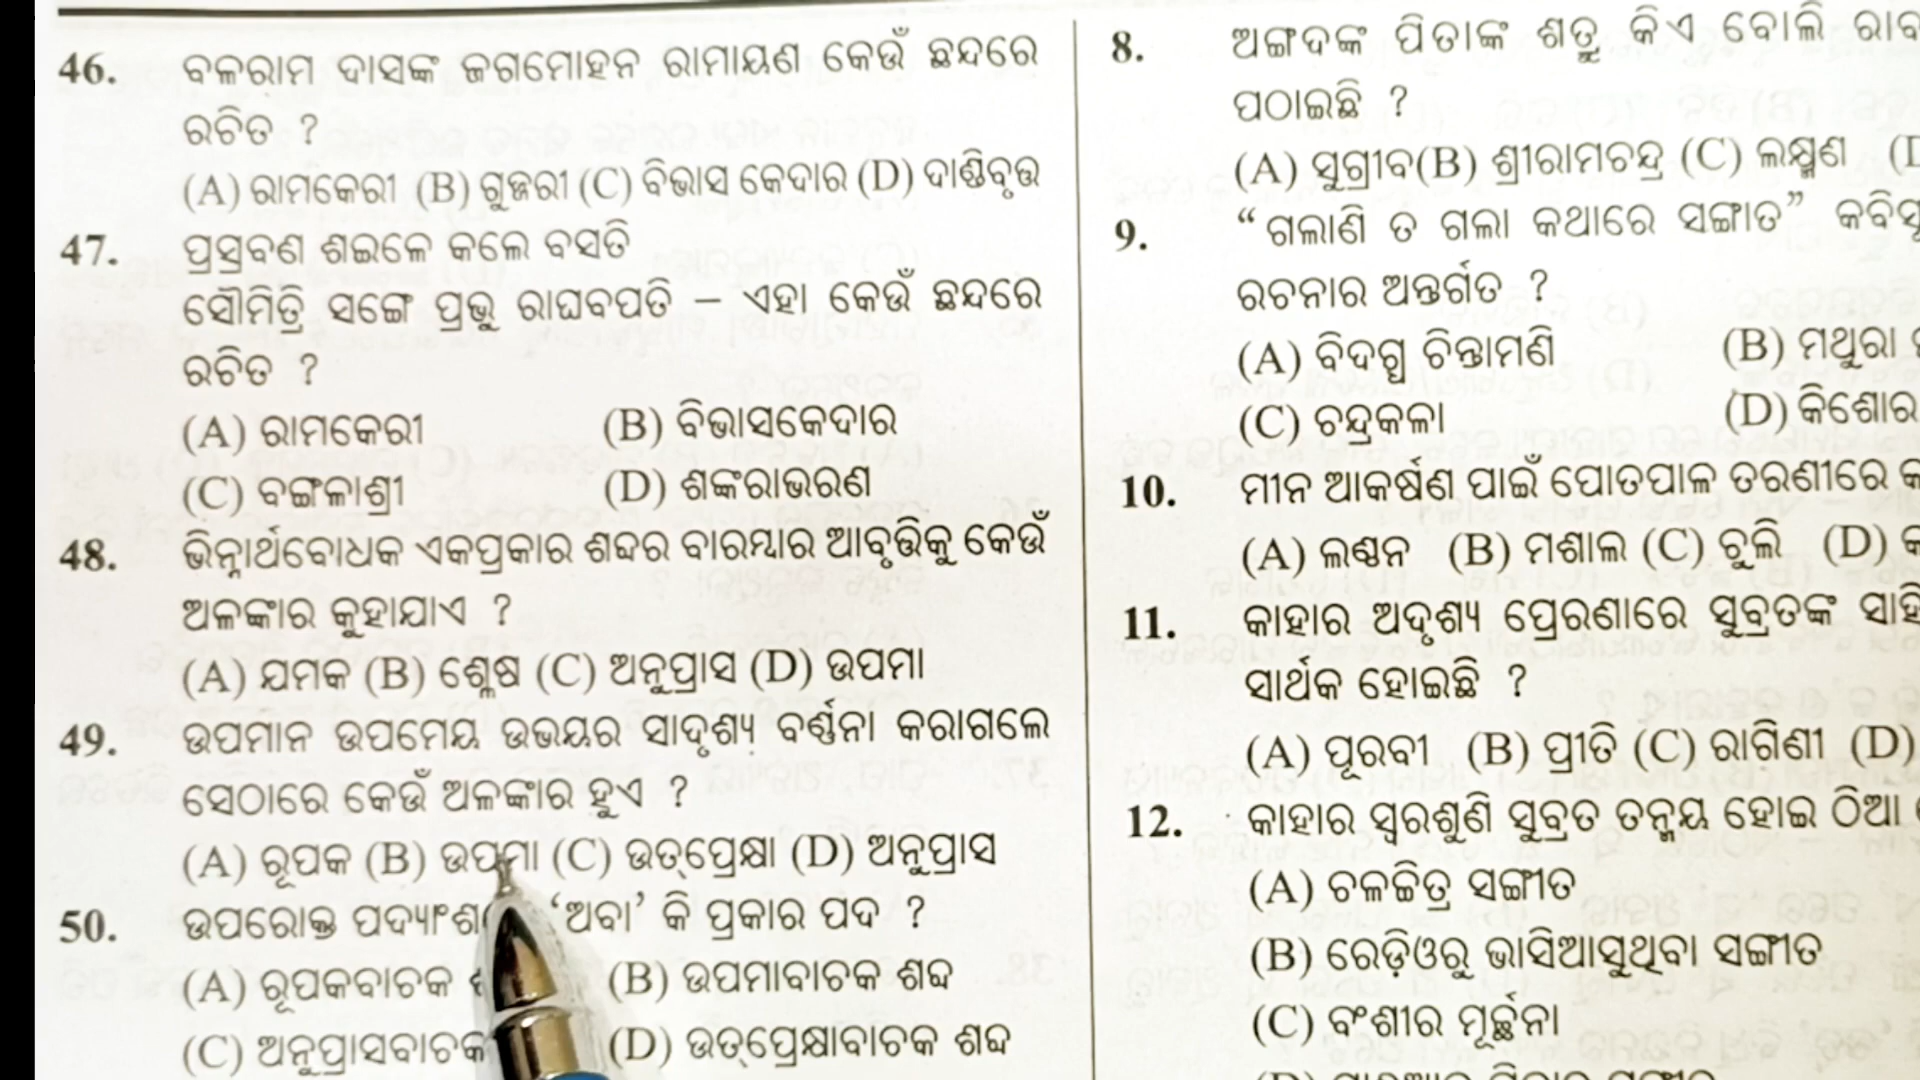 46. ବଳରାମ ଦାସଙ୍କ ଜଗମୋହନ ରାମାୟଣ କେଉଁ ଛନ୍ଦରେ
ରଚିତ ?
(A) ରାମକେରୀ (B) ଗୁଜ୍ଜରୀ (C) ବିଭାସ କେଦାର (D) ଦାଣ୍ଡିବୃତ୍ତ
47. ପ୍ରସ୍ରବଣ ଶଇଳେ କଲେ ବସତି
ସୌମିତ୍ରି ସଙ୍ଗେ ପ୍ରଭୁ ରାଘବପତି – ଏହା କେଉଁ ଛନ୍ଦରେ
ରଚିତ ?
(A) ରାମକେରୀ (B) ବିଭାସକେଦାର
(C) ବଙ୍ଗଳାଶ୍ରୀ (D) ଶଙ୍କରାଭରଣ
48. ଭିନ୍ନାର୍ଥବୋଧକ ଏକପ୍ରକାର ଶବ୍ଦର ବାରମ୍ବାର ଆବୃତ୍ତିକୁ କେଉଁ
ଅଳଙ୍କାର କୁହାଯାଏ ?
(A) ଯମକ (B) ଶ୍ଳେଷ (C) ଅନୁପ୍ରାସ (D) ଉପମା
49. ଉପମାନ ଉପମେୟ ଉଭୟର ସାଦୃଶ୍ୟ ବର୍ଣ୍ଣନା କରାଗଲେ
ସେଠାରେ କେଉଁ ଅଳଙ୍କାର ହୁଏ ?
(A) ରୂପକ (B) ଉପମା (C) ଉତ୍‌ପ୍ରେକ୍ଷା (D) ଅନୁପ୍ରାସ
50. ଉପରୋକ୍ତ ‘ଅବା’ କି ପ୍ରକାର ପଦ ?
(A) ରୂପକବାଚକ (B) ଉପମାବାଚକ ଶବ୍ଦ
(C) ଅନୁପ୍ରାସବାଚକ (D) ଉତ୍‌ପ୍ରେକ୍ଷାବାଚକ ଶବ୍ଦ
8. ଅଙ୍ଗଦଙ୍କ ପିତାଙ୍କ ଶତ୍ରୁ କିଏ ବୋଲି
ପଠାଇଛି ?
(A) ସୁଗ୍ରୀବ (B) ଶ୍ରୀରାମଚନ୍ଦ୍ର (C) ଲକ୍ଷ୍ମଣ
9. “ଗଲାଣି ତ ଗଲା କଥାରେ ସଙ୍ଗାତ”
ରଚନାର ଅନ୍ତର୍ଗତ ?
(A) ବିଦଗ୍ଧ ଚିନ୍ତାମଣି (B) ମଥୁରା
(C) ଚନ୍ଦ୍ରକଳା (D) କିଶୋର
10. ମୀନ ଆକର୍ଷଣ ପାଇଁ ପୋତପାଳ ତରଣୀରେ
(A) ଲଣ୍ଠନ (B) ମଶାଲ (C) ଚୁଲି (D)
11. କାହାର ଅଦୃଶ୍ୟ ପ୍ରେରଣାରେ ସୁବ୍ରତଙ୍କ
ସାର୍ଥକ ହୋଇଛି ?
(A) ପୂରବୀ (B) ପ୍ରୀତି (C) ରାଗିଣୀ (D)
12. କାହାର ସ୍ୱରଶୁଣି ସୁବ୍ରତ ତନ୍ମୟ ହୋଇ ଠିଆ
(A) ଚଳଚ୍ଚିତ୍ର ସଙ୍ଗୀତ
(B) ରେଡ଼ିଓରୁ ଭାସିଆସୁଥିବା ସଙ୍ଗୀତ
(C) ବଂଶୀର ମୂର୍ଚ୍ଛନା